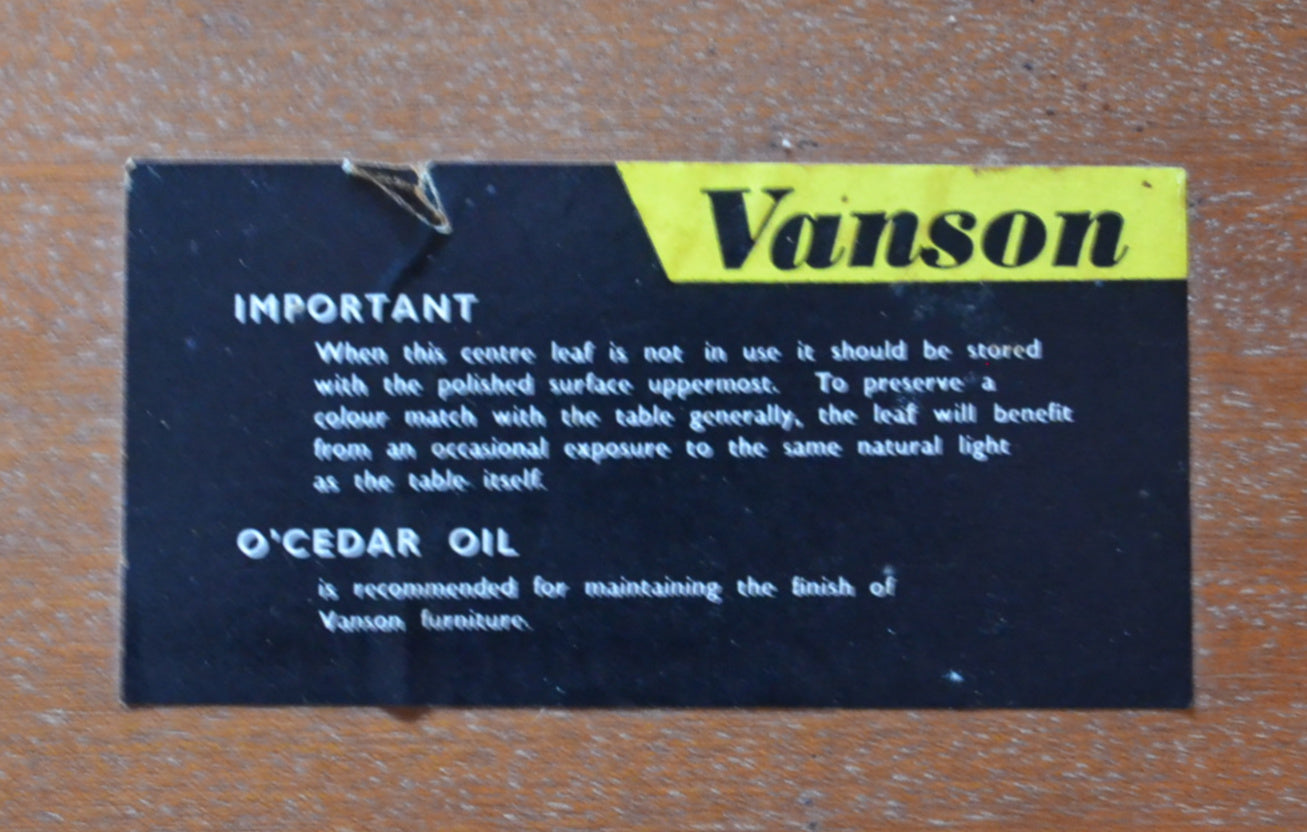 Vanson
IMPORTANT
When this centre leaf is not in use it should be stored
with the polished surface uppermost. To preserve a
colour match with the table generally, the leaf will benefit
from an occasional exposure to the same natural light
as the table itself.
O'CEDAR OIL
is recommended for maintaining the finish of
Vanson furniture.